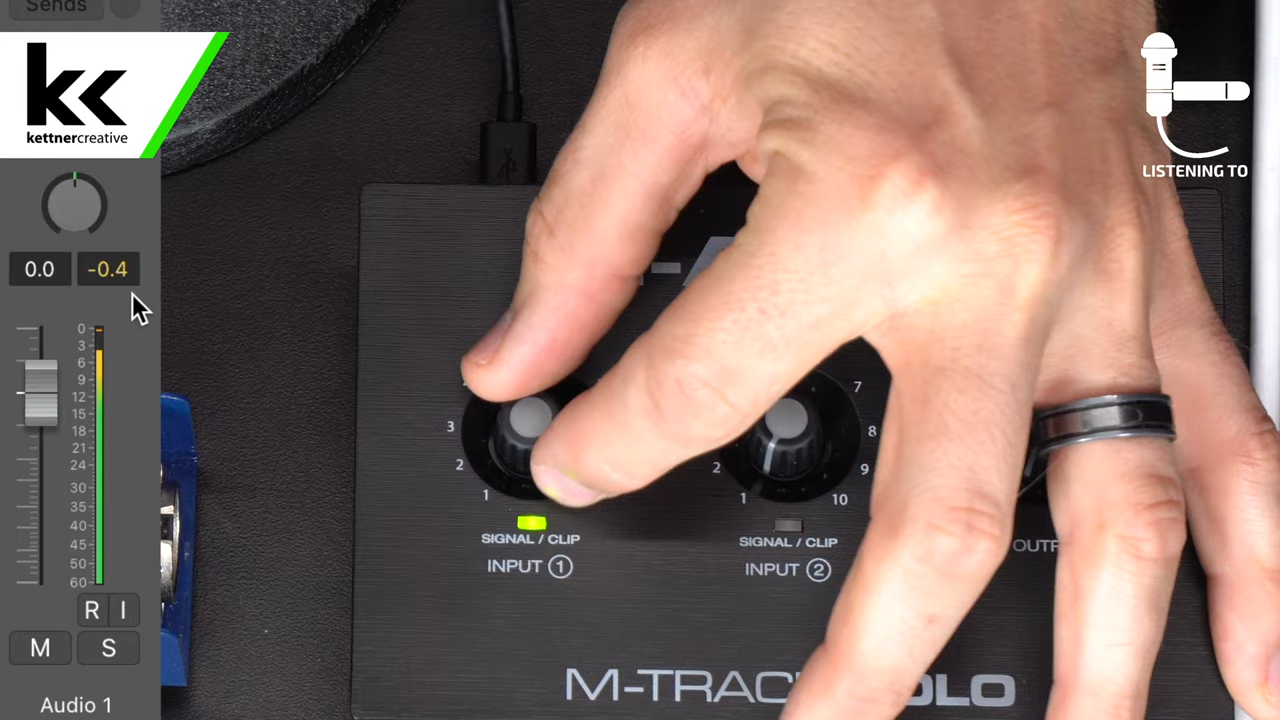 Sends
kettnercreative
LISTENING TO
0.0 -0.4
0
3
6
9
12
15
18
21
24
30
35
40
45
50
60
R I
M S
Audio 1
3
2
1
SIGNAL / CLIP
INPUT 1
7
8
2 9
1 10
SIGNAL / CLIP
INPUT 2
M-TRAC
OLO